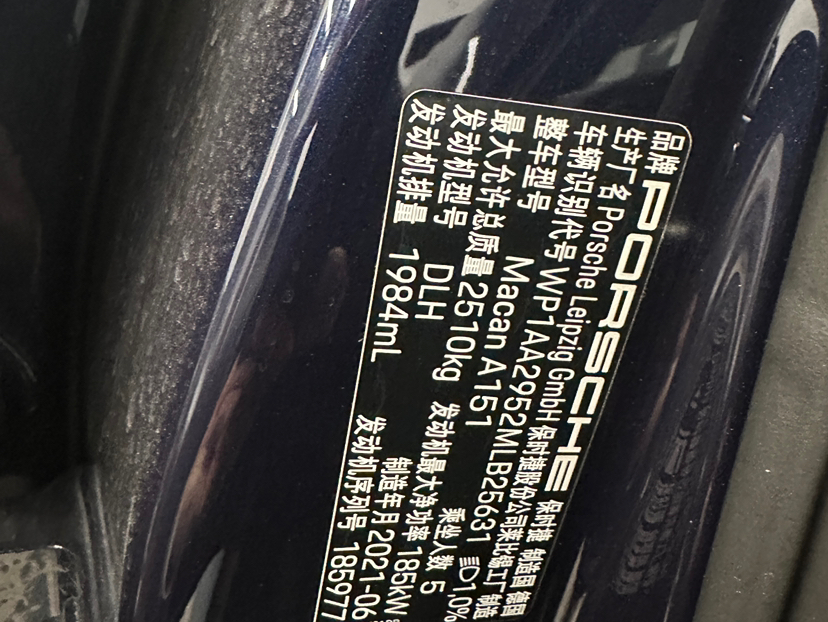 品牌 PORSCHE 保时捷 制造国 德国
生产厂名 Porsche Leipzig GmbH 保时捷股份公司莱比锡工厂 制造
车辆识别代号 WP1AA2952MLB25631 1,0%
整车型号 Macan A151 乘坐人数 5
最大允许总质量 2510kg 发动机最大净功率 185kW
发动机型号 DLH 制造年月 2021-06
发动机排量 1984mL 发动机序列号 185977